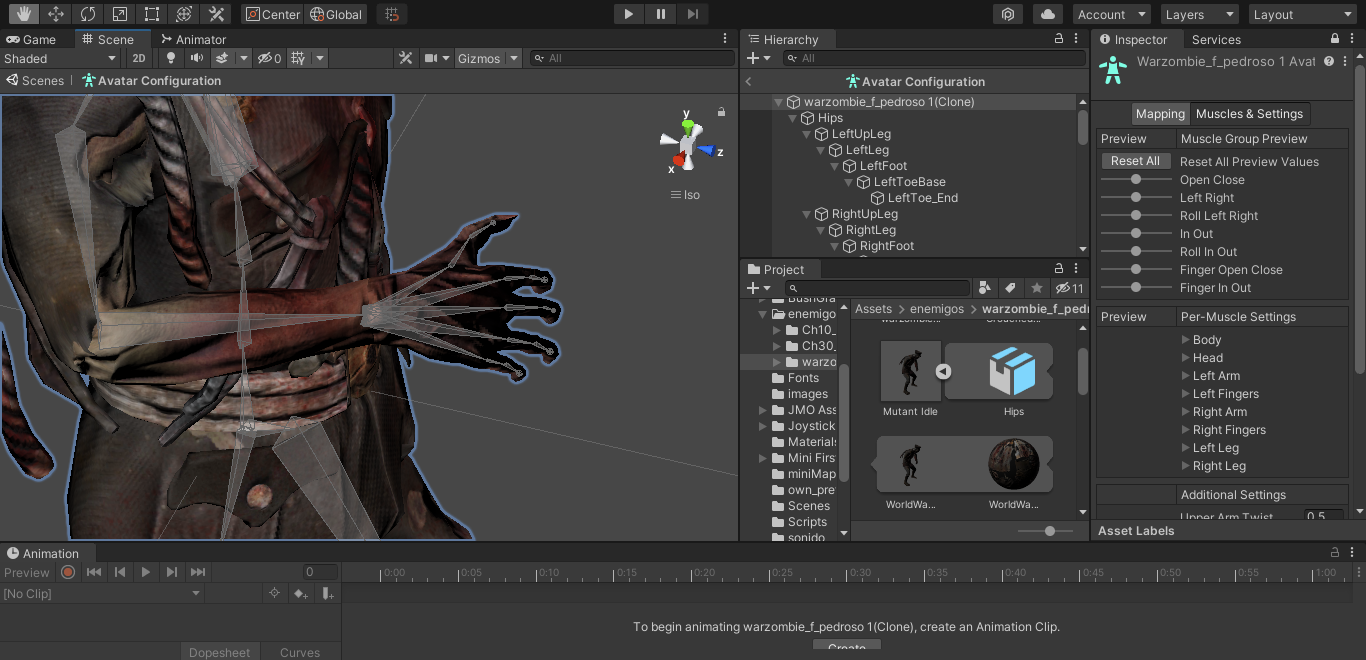 Center Global Account Layers Layout
Game Scene Animator
Shaded 2D 0 Gizmos All
Scenes Avatar Configuration
y
z
x
Iso
Hierarchy
All
Avatar Configuration
warzombie_f_pedroso 1(Clone)
Hips
LeftUpLeg
LeftLeg
LeftFoot
LeftToeBase
LeftToe_End
RightUpLeg
RightLeg
RightFoot
Project
11
BushGra
enemigo
Ch10_
Ch30_
warzo
Fonts
images
JMO Ass
Joystick
Materials
Mini Firs
miniMap
own_pre
Scenes
Scripts
sonido
Assets enemigos warzombie_f_pedr
Mutant Idle Hips
WorldWa... WorldWa...
Inspector Services
Warzombie_f_pedroso 1 Avat
Mapping Muscles & Settings
Preview Muscle Group Preview
Reset All Reset All Preview Values
Open Close
Left Right
Roll Left Right
In Out
Roll In Out
Finger Open Close
Finger In Out
Preview Per-Muscle Settings
Body
Head
Left Arm
Left Fingers
Right Arm
Right Fingers
Left Leg
Right Leg
Additional Settings
Upper Arm Twist 0.5
Asset Labels
Animation
Preview 0 0:00 0:05 0:10 0:15 0:20 0:25 0:30 0:35 0:40 0:45 0:50 0:55 1:00
[No Clip]
To begin animating warzombie_f_pedroso 1(Clone), create an Animation Clip.
Create
Dopesheet Curves